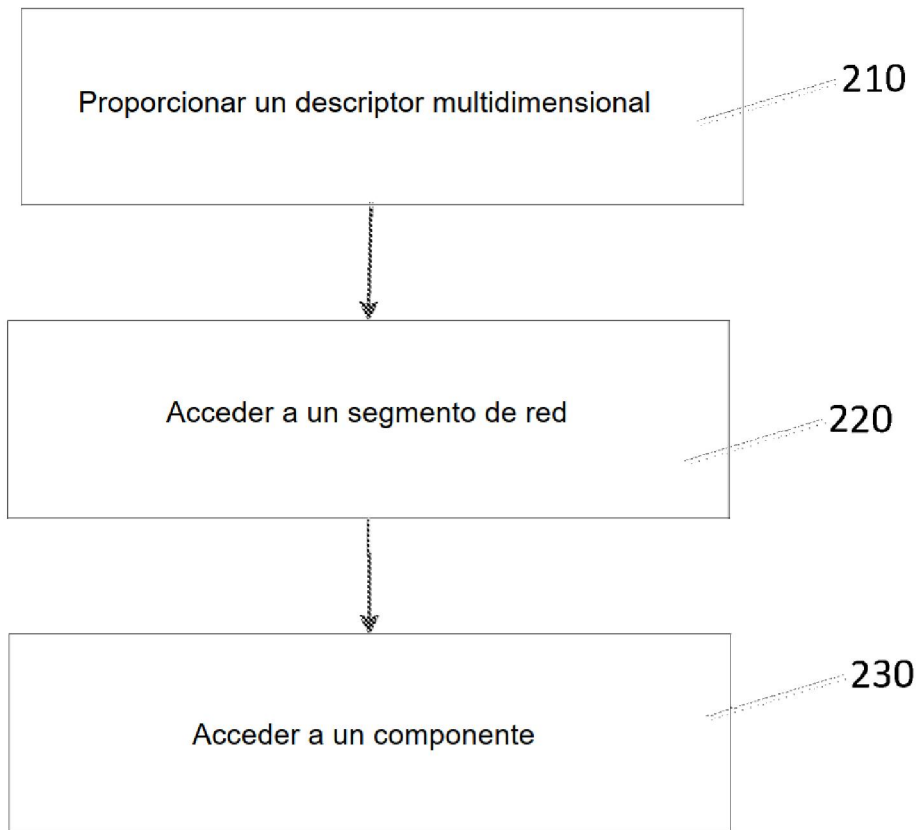 Proporcionar un descriptor multidimensional
210
Acceder a un segmento de red
220
Acceder a un componente
230